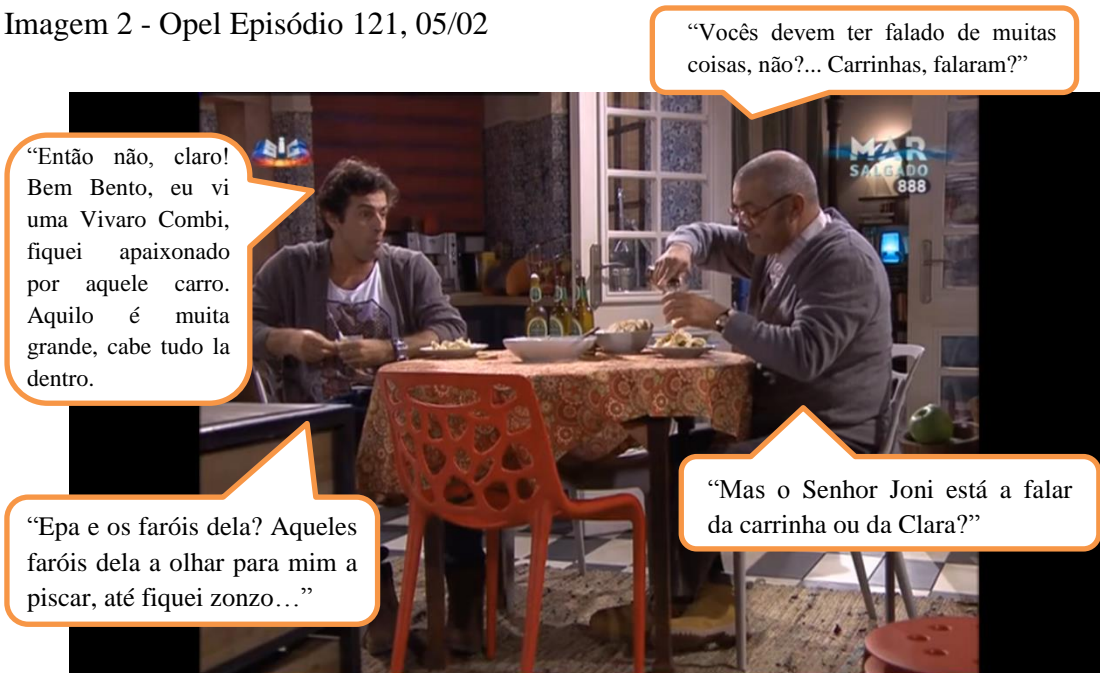 Imagem 2 - Opel Episódio 121, 05/02
“Vocês devem ter falado de muitas
coisas, não?... Carrinhas, falaram?”
“Então não, claro!
Bem Bento, eu vi
uma Vivaro Combi,
fiquei apaixonado
por aquele carro.
Aquilo é muita
grande, cabe tudo la
dentro.
SIC
MAR
SALGADO
888
“Epa e os faróis dela? Aqueles
faróis dela a olhar para mim a
piscar, até fiquei zonzo…”
“Mas o Senhor Joni está a falar
da carrinha ou da Clara?”